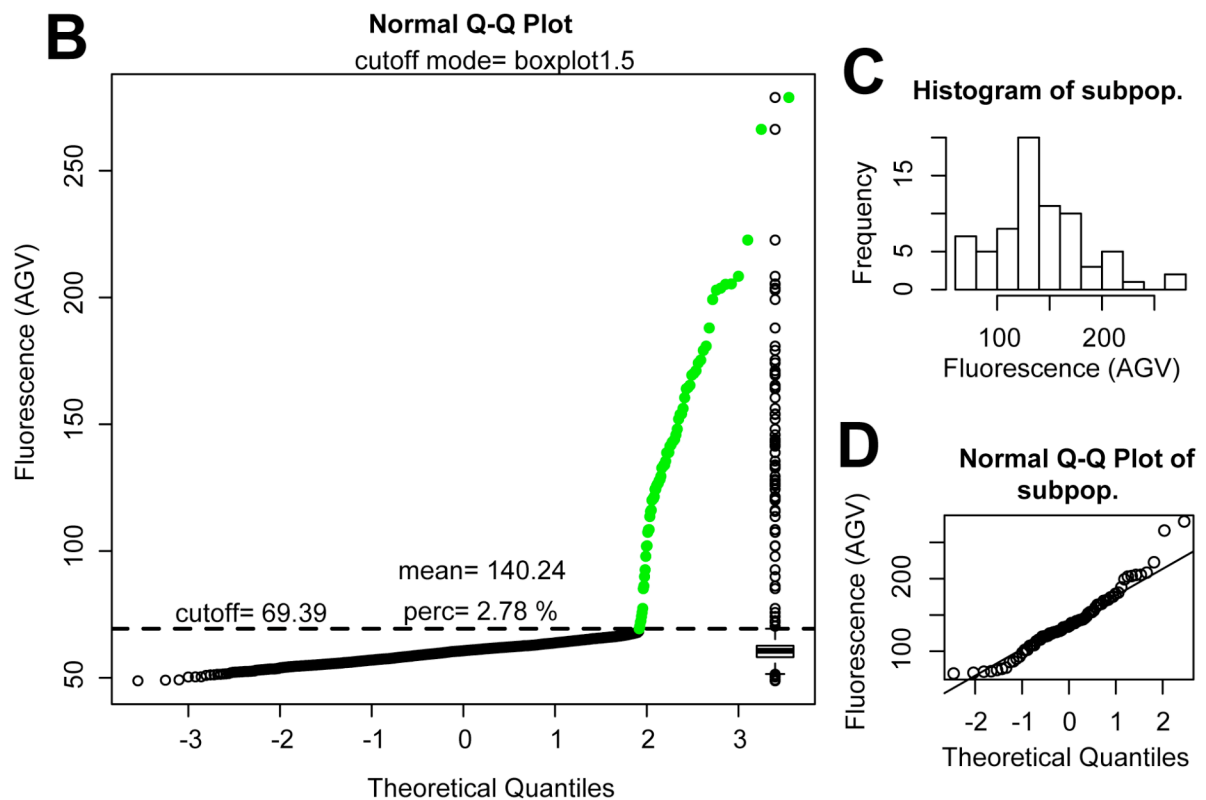 B
Normal Q-Q Plot
cutoff mode= boxplot1.5
Fluorescence (AGV)
250
200
150
100
50
mean= 140.24
cutoff= 69.39
perc= 2.78 %
-3
-2
-1
0
1
2
3
Theoretical Quantiles
C
Histogram of subpop.
Frequency
15
5
0
100
200
Fluorescence (AGV)
D
Normal Q-Q Plot of
subpop.
Fluorescence (AGV)
200
100
-2
-1
0
1
2
Theoretical Quantiles